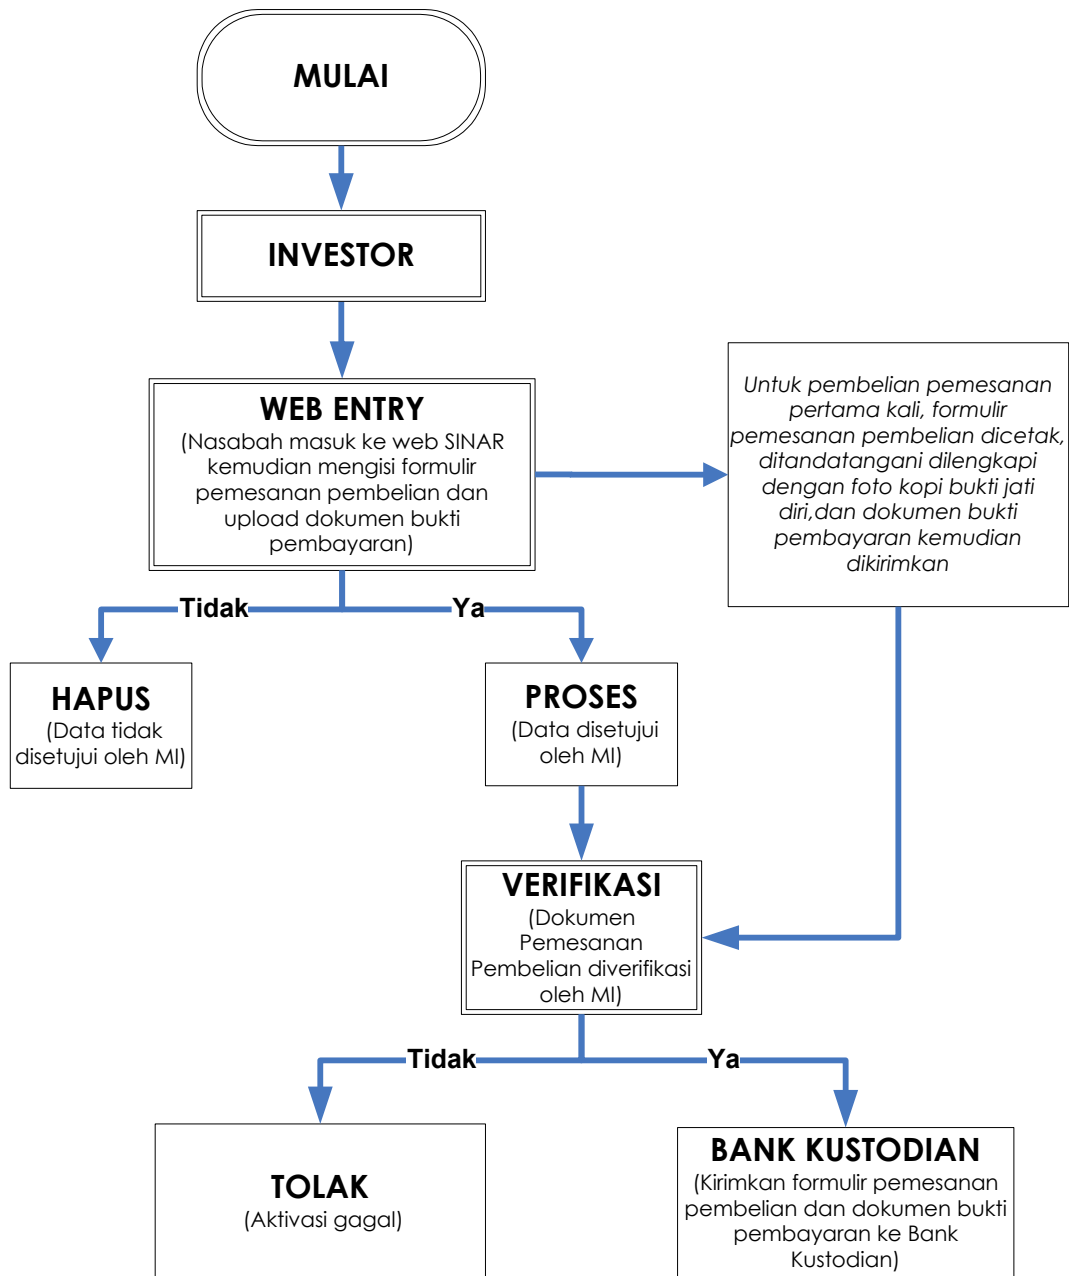 MULAI
INVESTOR
WEB ENTRY
(Nasabah masuk ke web SINAR
kemudian mengisi formulir
pemesanan pembelian dan
upload dokumen bukti
pembayaran)
Untuk pembelian pemesanan
pertama kali, formulir
pemesanan pembelian dicetak,
ditandatangani dilengkapi
dengan foto kopi bukti jati
diri,dan dokumen bukti
pembayaran kemudian
dikirimkan
Tidak
Ya
HAPUS
(Data tidak
disetujui oleh MI)
PROSES
(Data disetujui
oleh MI)
VERIFIKASI
(Dokumen
Pemesanan
Pembelian diverifikasi
oleh MI)
Tidak
Ya
TOLAK
(Aktivasi gagal)
BANK KUSTODIAN
(Kirimkan formulir pemesanan
pembelian dan dokumen bukti
pembayaran ke Bank
Kustodian)